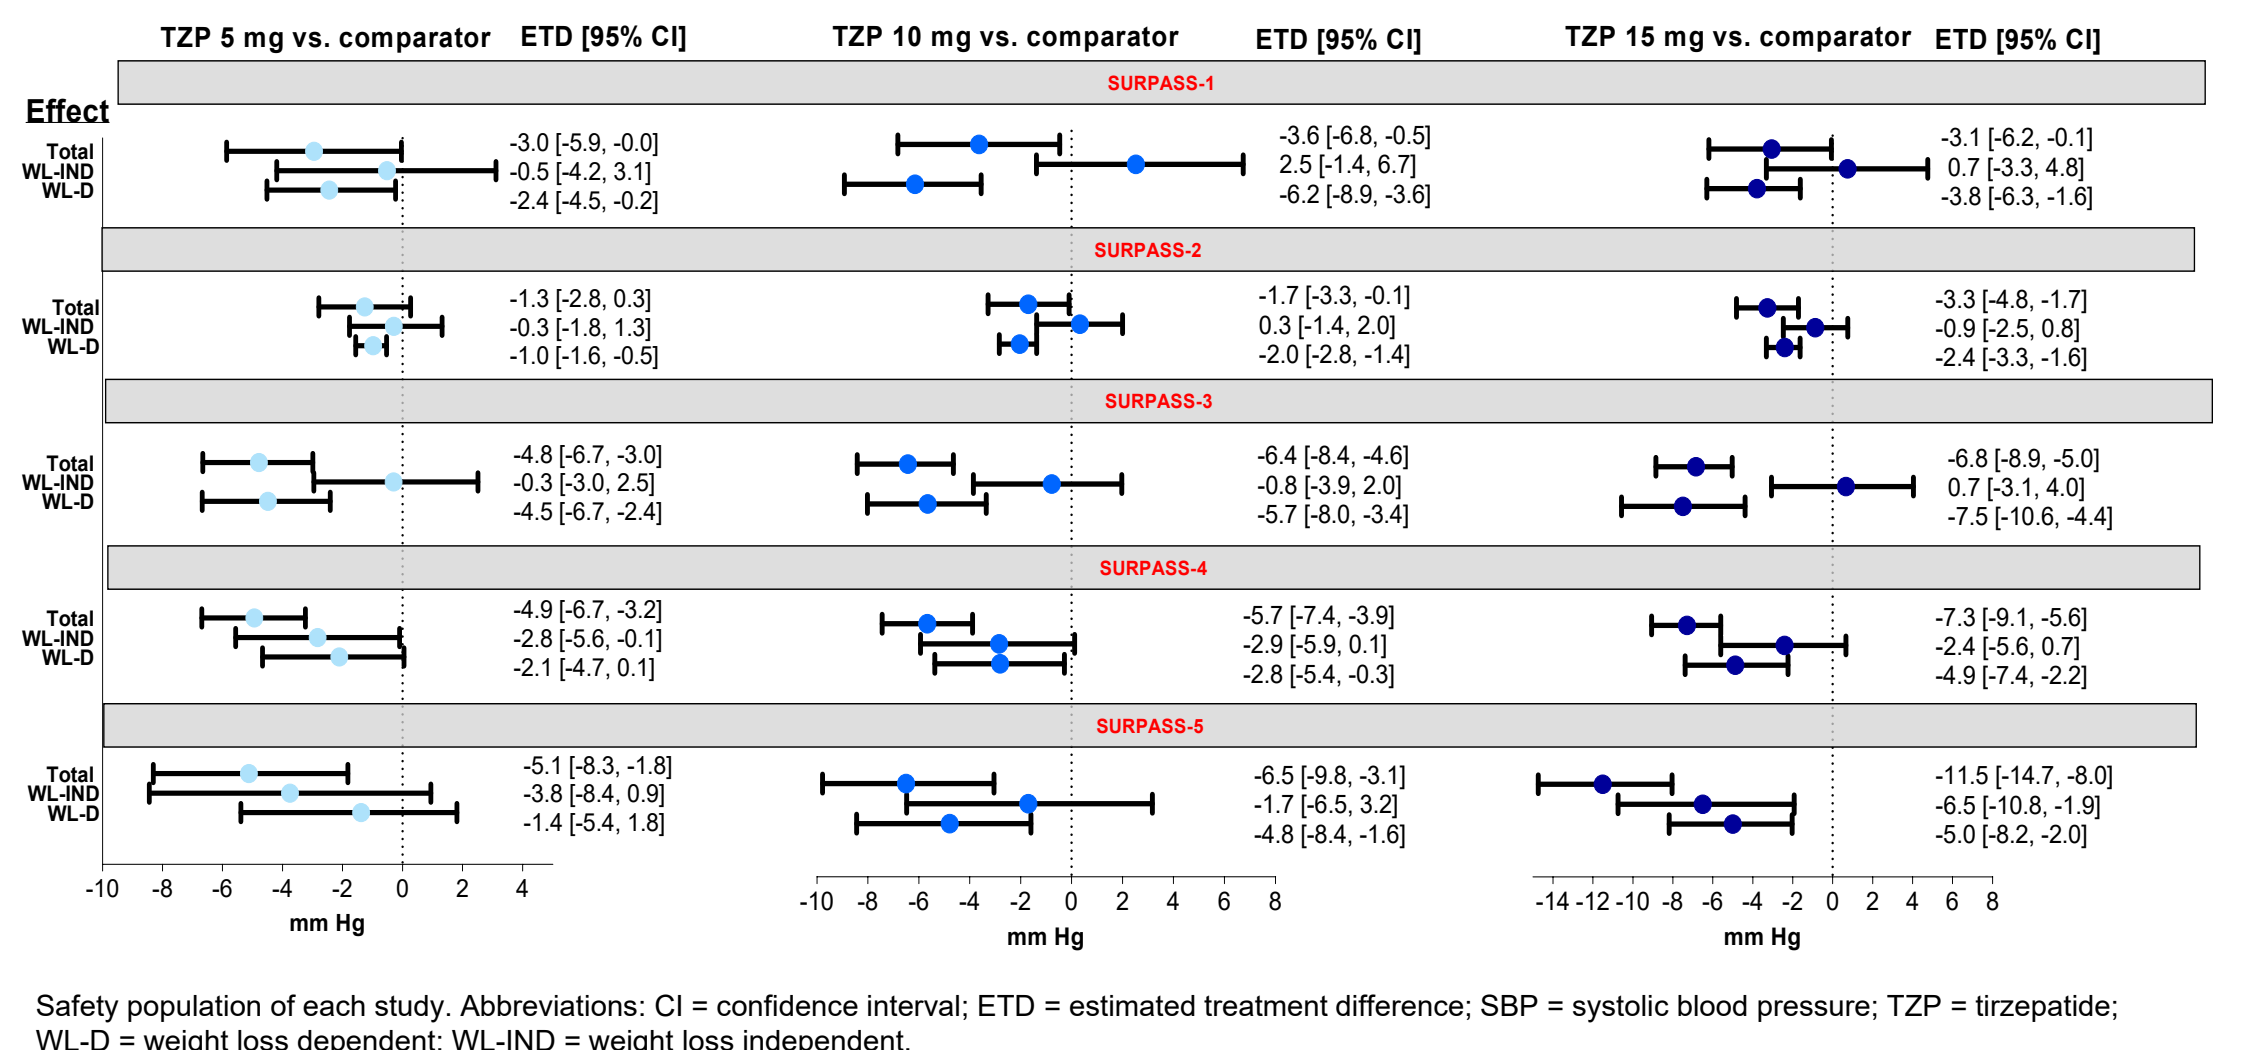 TZP 5 mg vs. comparator ETD [95% CI] TZP 10 mg vs. comparator ETD [95% CI] TZP 15 mg vs. comparator ETD [95% CI]
SURPASS-1
Effect
Total -3.0 [-5.9, -0.0] -3.6 [-6.8, -0.5] -3.1 [-6.2, -0.1]
WL-IND -0.5 [-4.2, 3.1] 2.5 [-1.4, 6.7] 0.7 [-3.3, 4.8]
WL-D -2.4 [-4.5, -0.2] -6.2 [-8.9, -3.6] -3.8 [-6.3, -1.6]
SURPASS-2
Total -1.3 [-2.8, 0.3] -1.7 [-3.3, -0.1] -3.3 [-4.8, -1.7]
WL-IND -0.3 [-1.8, 1.3] 0.3 [-1.4, 2.0] -0.9 [-2.5, 0.8]
WL-D -1.0 [-1.6, -0.5] -2.0 [-2.8, -1.4] -2.4 [-3.3, -1.6]
SURPASS-3
Total -4.8 [-6.7, -3.0] -6.4 [-8.4, -4.6] -6.8 [-8.9, -5.0]
WL-IND -0.3 [-3.0, 2.5] -0.8 [-3.9, 2.0] 0.7 [-3.1, 4.0]
WL-D -4.5 [-6.7, -2.4] -5.7 [-8.0, -3.4] -7.5 [-10.6, -4.4]
SURPASS-4
Total -4.9 [-6.7, -3.2] -5.7 [-7.4, -3.9] -7.3 [-9.1, -5.6]
WL-IND -2.8 [-5.6, -0.1] -2.9 [-5.9, 0.1] -2.4 [-5.6, 0.7]
WL-D -2.1 [-4.7, 0.1] -2.8 [-5.4, -0.3] -4.9 [-7.4, -2.2]
SURPASS-5
Total -5.1 [-8.3, -1.8] -6.5 [-9.8, -3.1] -11.5 [-14.7, -8.0]
WL-IND -3.8 [-8.4, 0.9] -1.7 [-6.5, 3.2] -6.5 [-10.8, -1.9]
WL-D -1.4 [-5.4, 1.8] -4.8 [-8.4, -1.6] -5.0 [-8.2, -2.0]
-10 -8 -6 -4 -2 0 2 4 -10 -8 -6 -4 -2 0 2 4 6 8 -14 -12 -10 -8 -6 -4 -2 0 2 4 6 8
mm Hg mm Hg mm Hg
Safety population of each study. Abbreviations: CI = confidence interval; ETD = estimated treatment difference; SBP = systolic blood pressure; TZP = tirzepatide;
WL-D = weight loss dependent; WL-IND = weight loss independent.